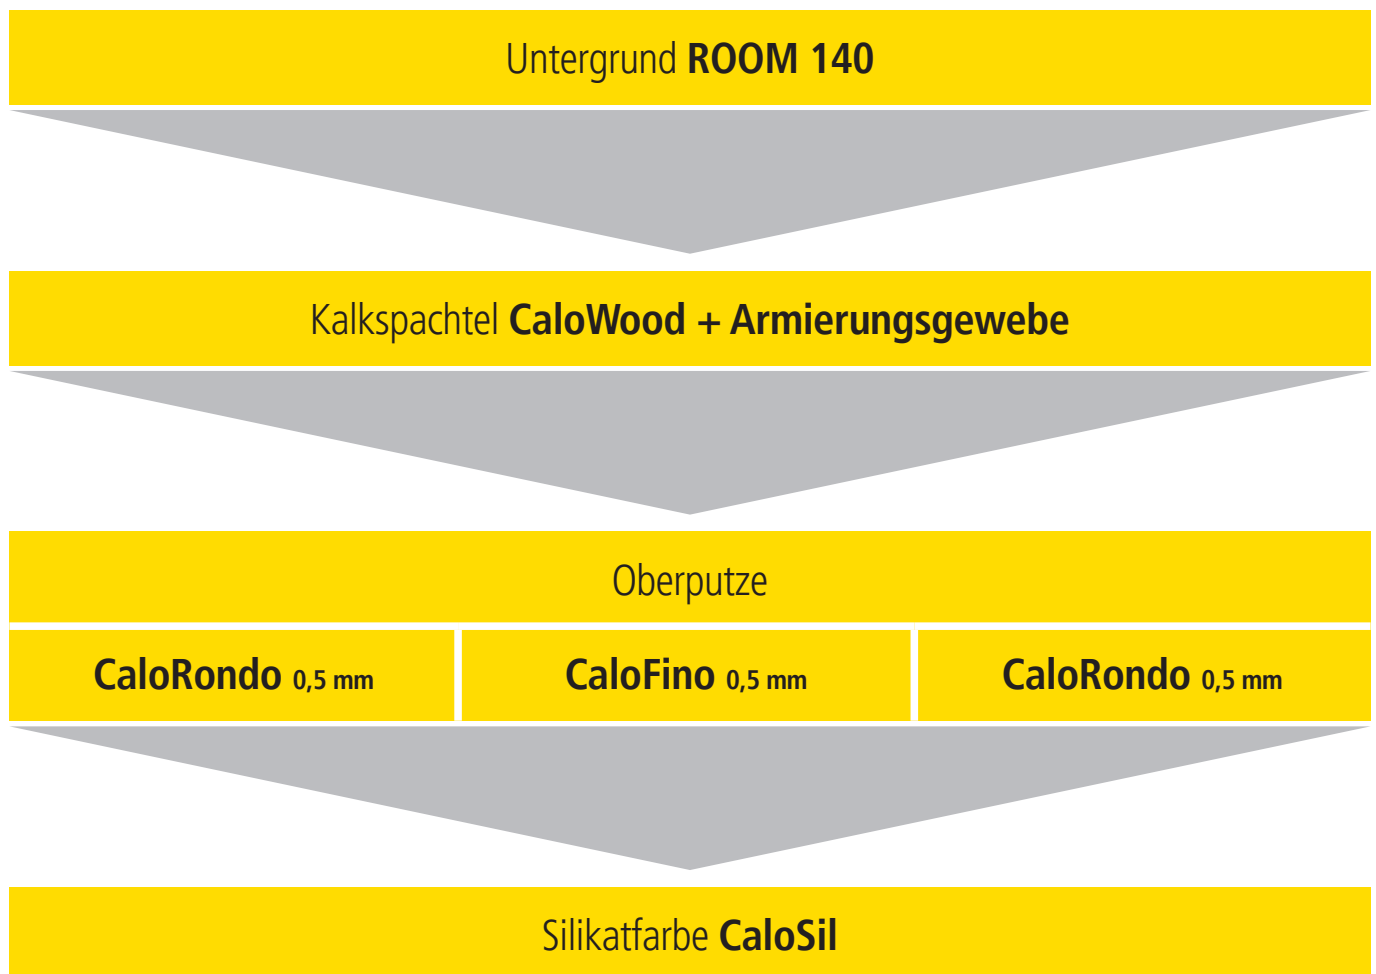 Untergrund ROOM 140
Kalkspachtel CaloWood + Armierungsgewebe
Oberputze
CaloRondo 0,5 mm
CaloFino 0,5 mm
CaloRondo 0,5 mm
Silikatfarbe CaloSil